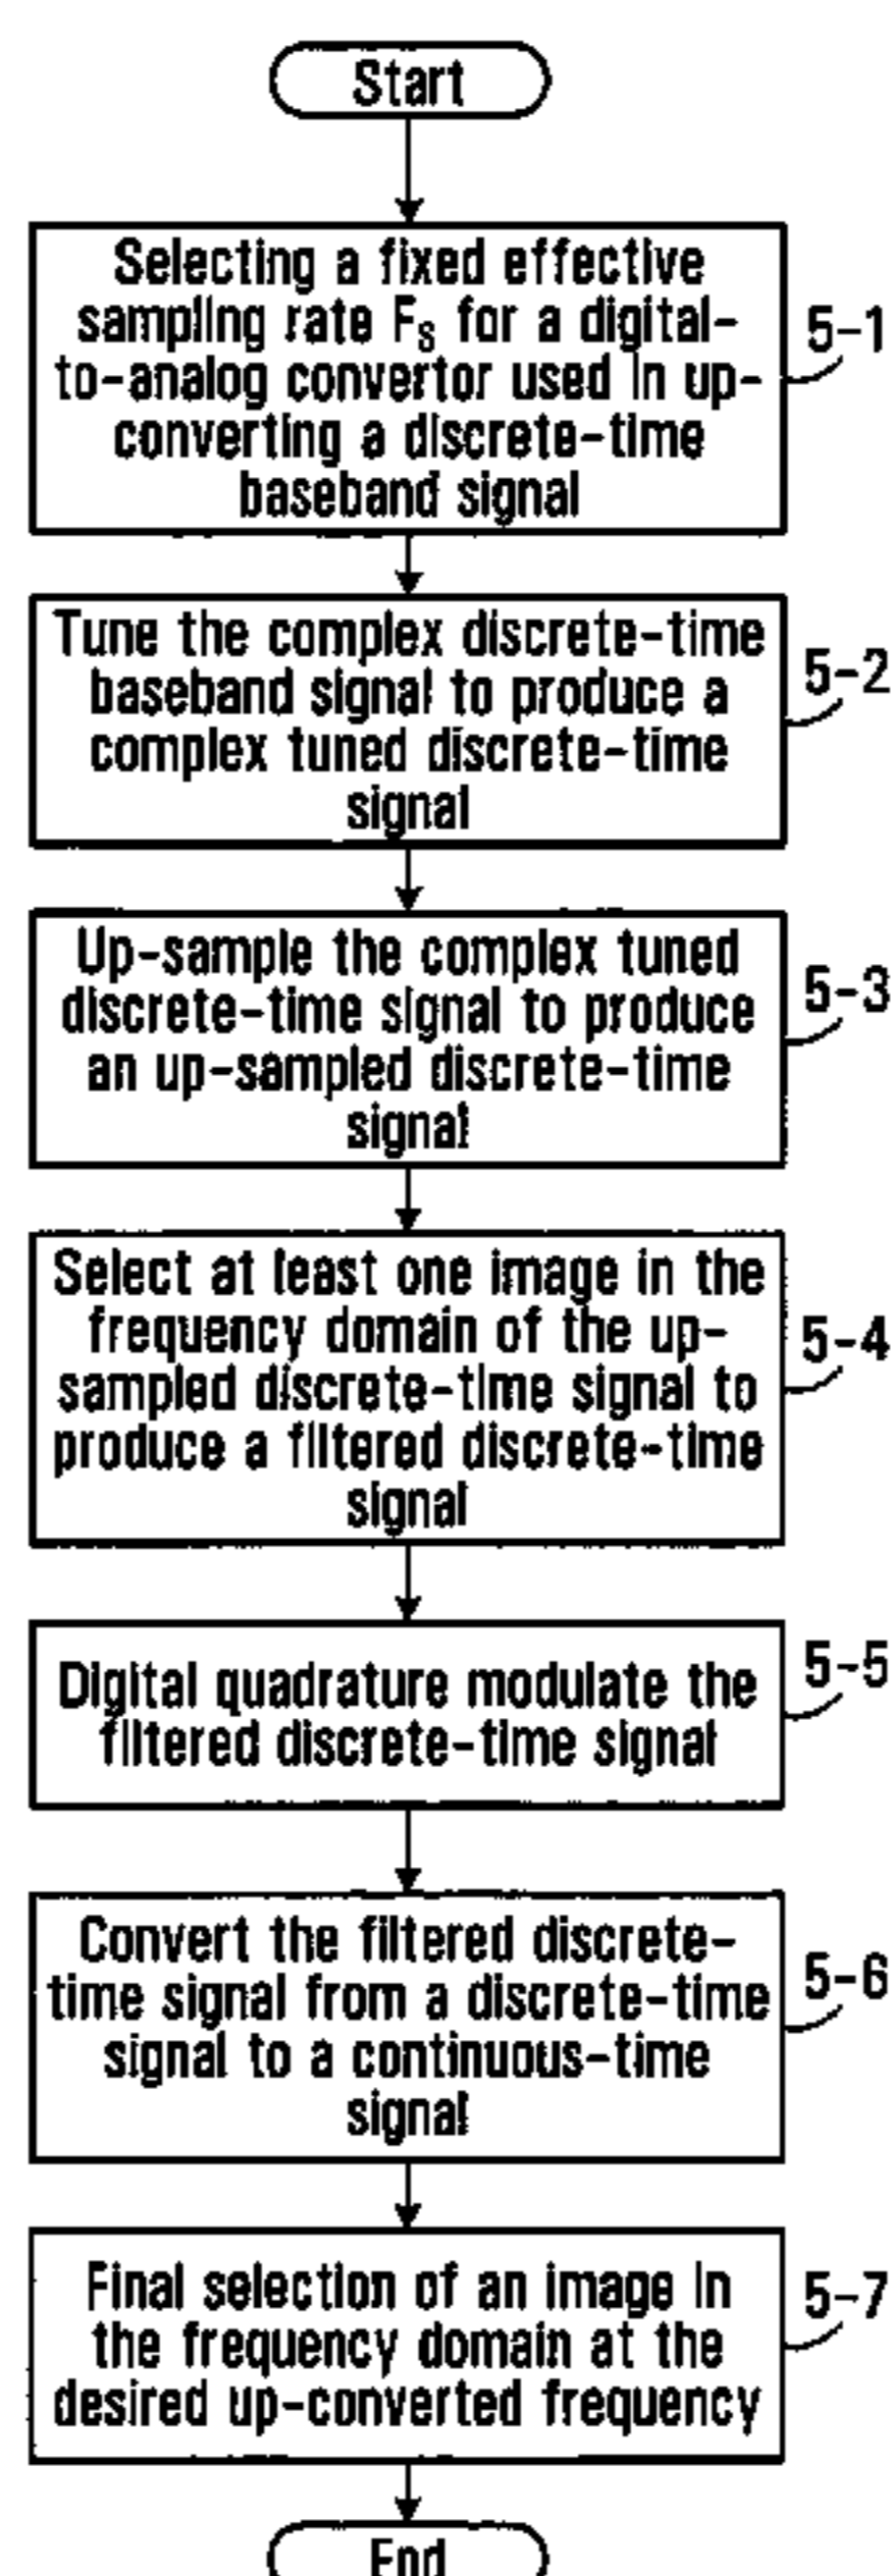 Start
Selecting a fixed effective
sampling rate FS for a digital-
to-analog convertor used in up-
converting a discrete-time
baseband signal
5-1
Tune the complex discrete-time
baseband signal to produce a
complex tuned discrete-time
signal
5-2
Up-sample the complex tuned
discrete-time signal to produce
an up-sampled discrete-time
signal
5-3
Select at least one image in the
frequency domain of the up-
sampled discrete-time signal to
produce a filtered discrete-time
signal
5-4
Digital quadrature modulate the
filtered discrete-time signal
5-5
Convert the filtered discrete-
time signal from a discrete-time
signal to a continuous-time
signal
5-6
Final selection of an image in
the frequency domain at the
desired up-converted frequency
5-7
End